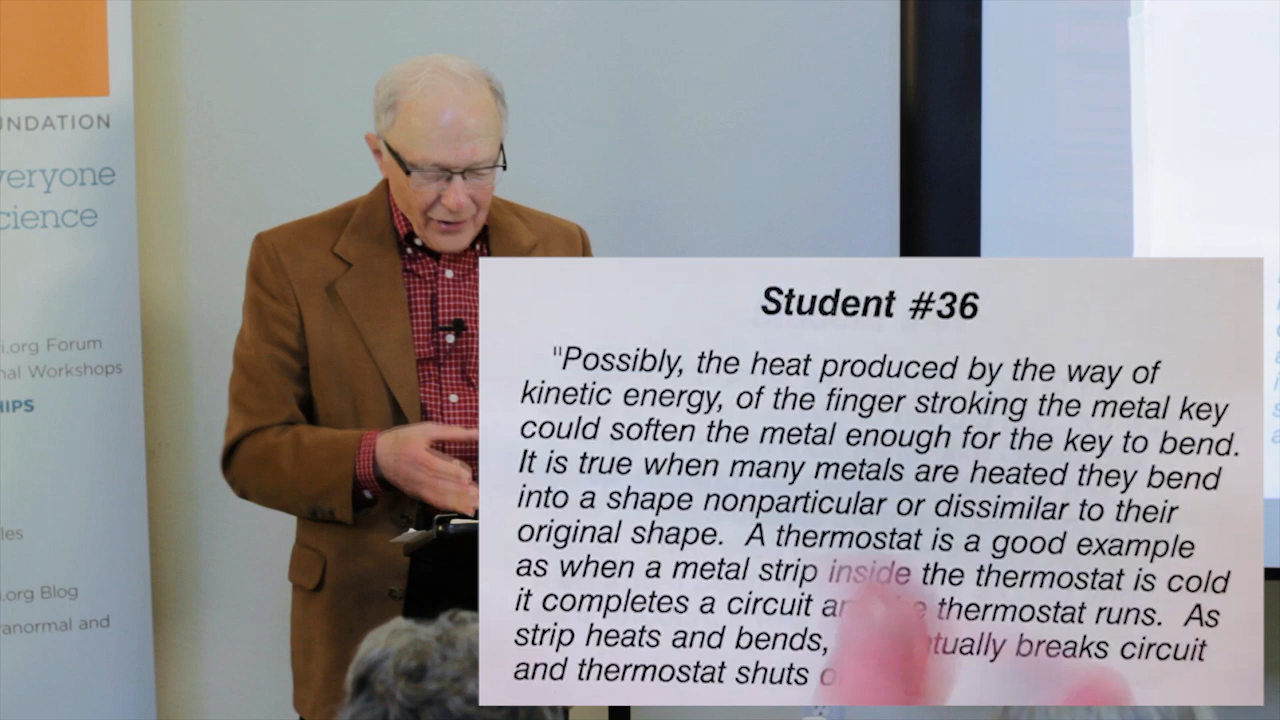 UNDATION
veryone
cience
i.org Forum
nal Workshops
HIPS
les
.org Blog
ranormal and
Student #36
"Possibly, the heat produced by the way of
kinetic energy, of the finger stroking the metal key
could soften the metal enough for the key to bend.
It is true when many metals are heated they bend
into a shape nonparticular or dissimilar to their
original shape. A thermostat is a good example
as when a metal strip inside the thermostat is cold
it completes a circuit thermostat runs. As
strip heats and bends, breaks circuit
and thermostat shuts